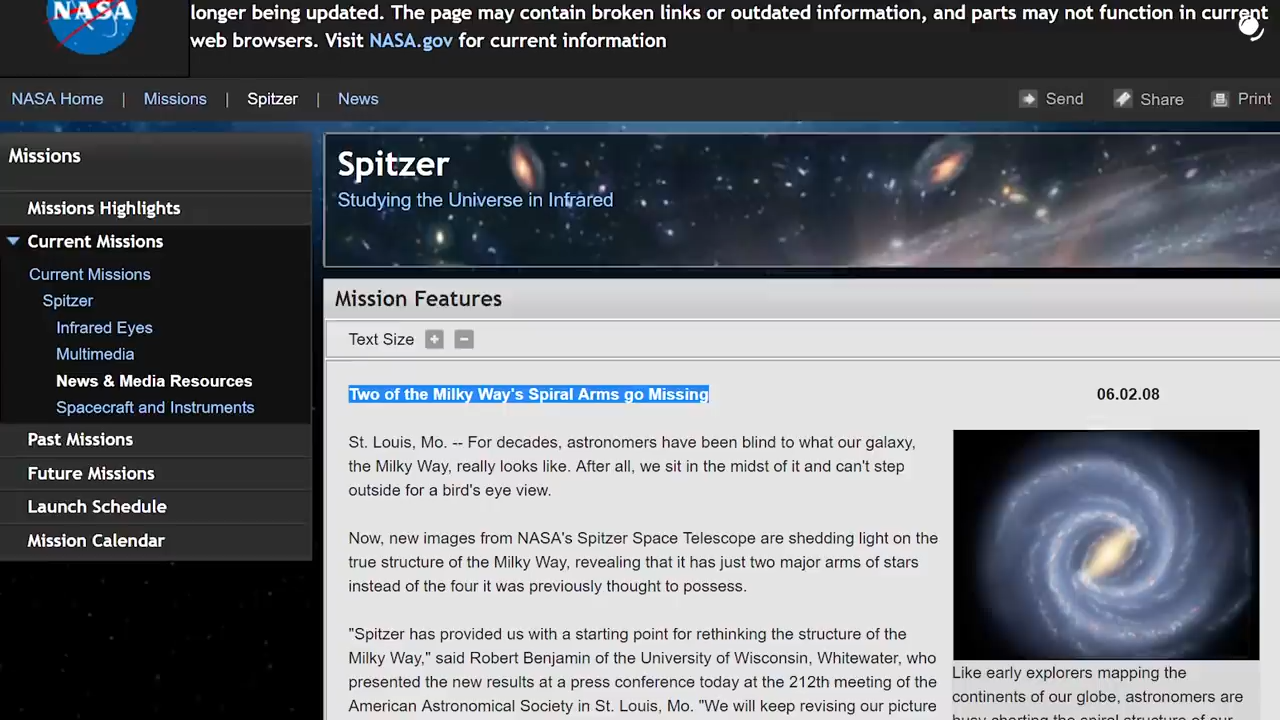 NASA
longer being updated. The page may contain broken links or outdated information, and parts may not function in current
web browsers. Visit NASA.gov for current information
NASA Home | Missions | Spitzer | News
Send Share Print
Missions
Missions Highlights
Current Missions
Current Missions
Spitzer
Infrared Eyes
Multimedia
News & Media Resources
Spacecraft and Instruments
Past Missions
Future Missions
Launch Schedule
Mission Calendar
Spitzer
Studying the Universe in Infrared
Mission Features
Text Size + -
Two of the Milky Way's Spiral Arms go Missing
06.02.08
St. Louis, Mo. -- For decades, astronomers have been blind to what our galaxy,
the Milky Way, really looks like. After all, we sit in the midst of it and can't step
outside for a bird's eye view.
Now, new images from NASA's Spitzer Space Telescope are shedding light on the
true structure of the Milky Way, revealing that it has just two major arms of stars
instead of the four it was previously thought to possess.
"Spitzer has provided us with a starting point for rethinking the structure of the
Milky Way," said Robert Benjamin of the University of Wisconsin, Whitewater, who
presented the new results at a press conference today at the 212th meeting of the
American Astronomical Society in St. Louis, Mo. "We will keep revising our picture
Like early explorers mapping the
continents of our globe, astronomers are
busy charting the spiral structure of our